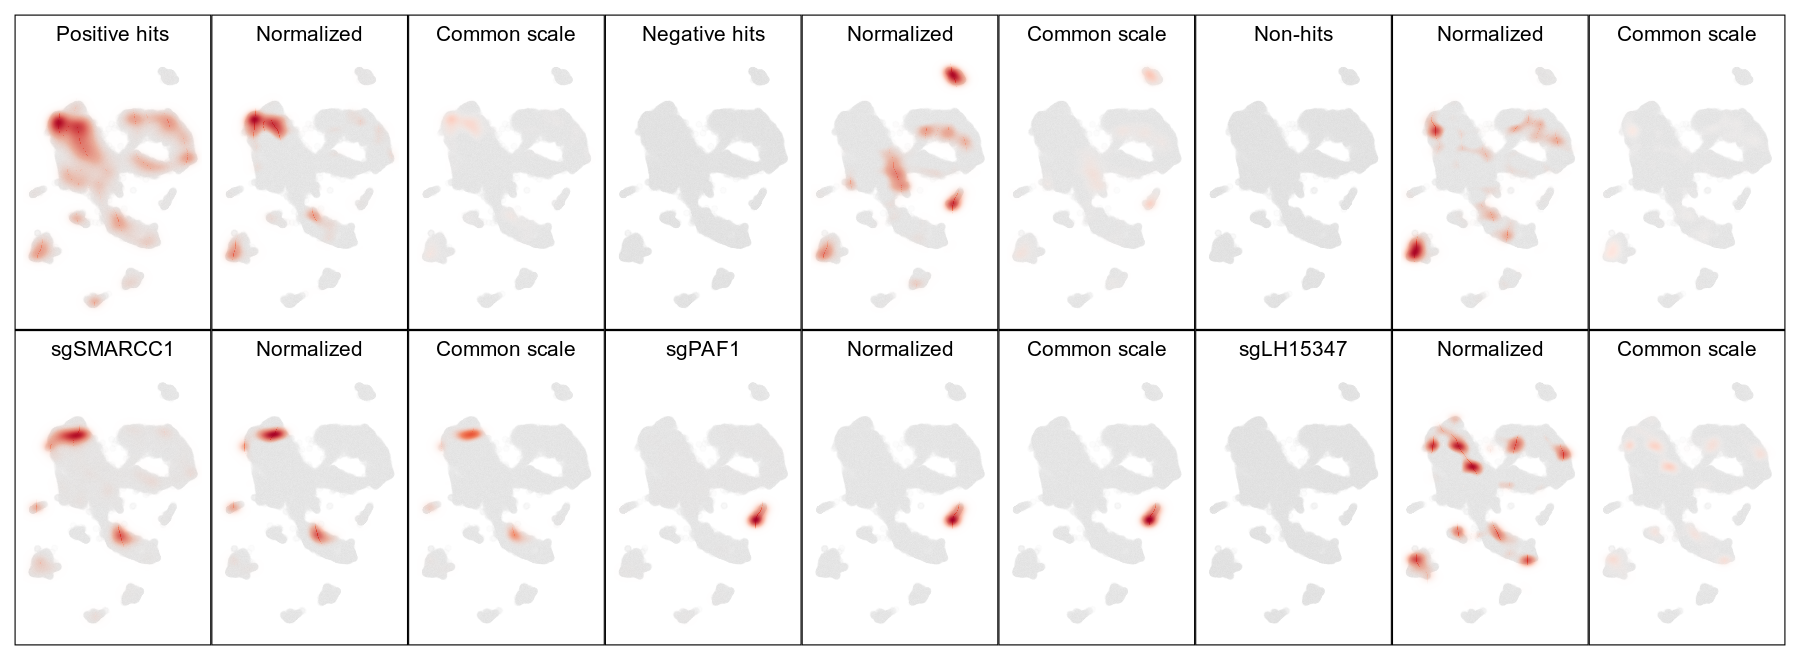 Positive hits
Normalized
Common scale
Negative hits
Normalized
Common scale
Non-hits
Normalized
Common scale
sgSMARCC1
Normalized
Common scale
sgPAF1
Normalized
Common scale
sgLH15347
Normalized
Common scale